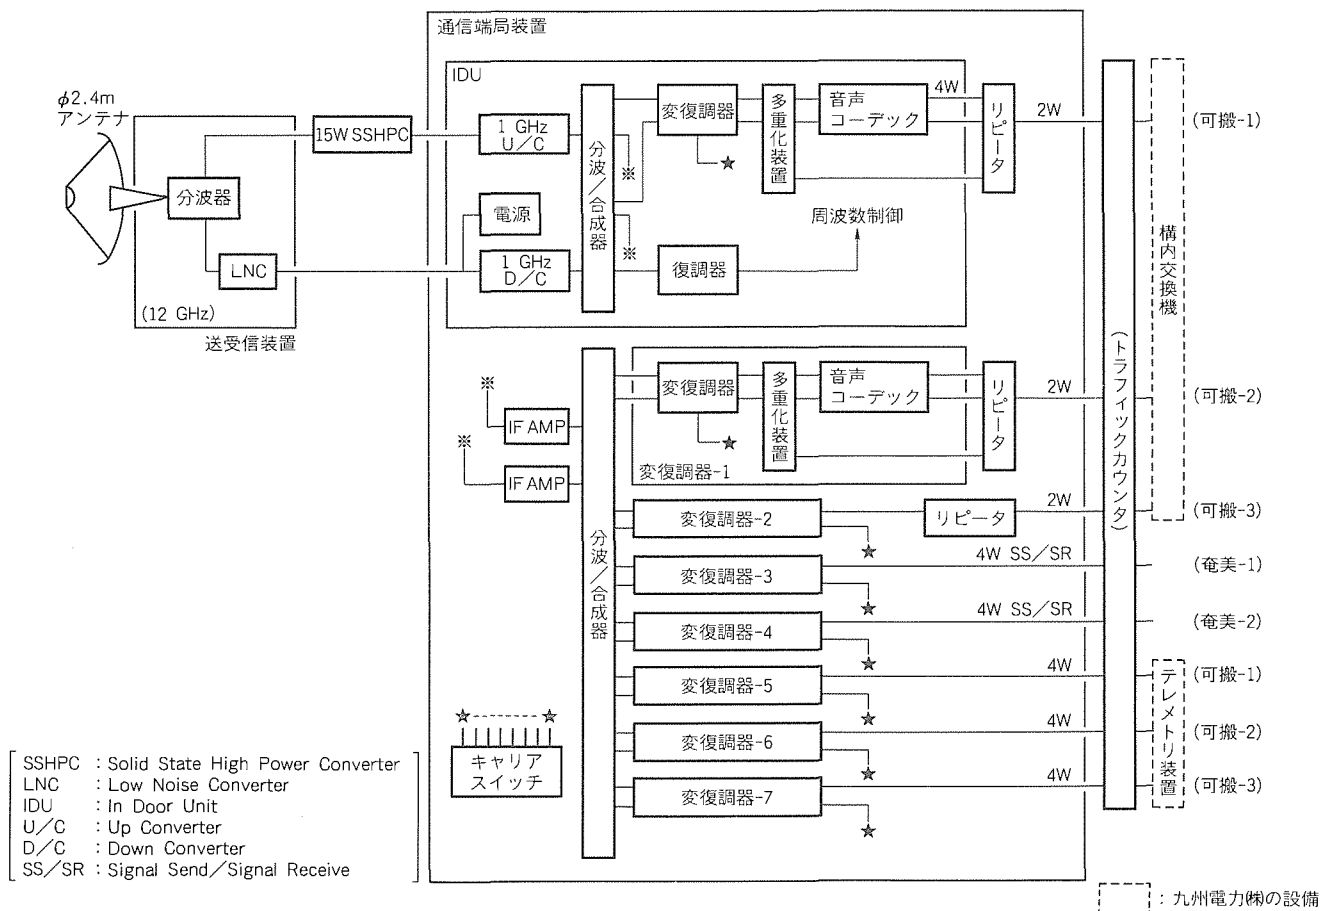 通信端局装置
IDU
φ2.4m
アンテナ
分波器
LNC
(12 GHz)
送受信装置
15W SSHPC
1 GHz
U/C
電源
1 GHz
D/C
分波/合成器
※
※
変復調器
★
多重化装置
音声
コーデック
4W
リピータ
2W
周波数制御
復調器
(トラフィックカウンタ)
構内交換機
(可搬-1)
※
IF AMP
※
IF AMP
分波/合成器
変復調器
★
多重化装置
音声
コーデック
変復調器-1
リピータ
2W
(可搬-2)
変復調器-2
★
リピータ
2W
(可搬-3)
変復調器-3
★
4W SS/SR
(奄美-1)
変復調器-4
★
4W SS/SR
(奄美-2)
変復調器-5
★
4W
(可搬-1)
変復調器-6
★
4W
(可搬-2)
変復調器-7
★
4W
(可搬-3)
テレメトリ装置
★ ★
キャリア
スイッチ
SSHPC : Solid State High Power Converter
LNC : Low Noise Converter
IDU : In Door Unit
U/C : Up Converter
D/C : Down Converter
SS/SR : Signal Send/Signal Receive
: 九州電力㈱の設備